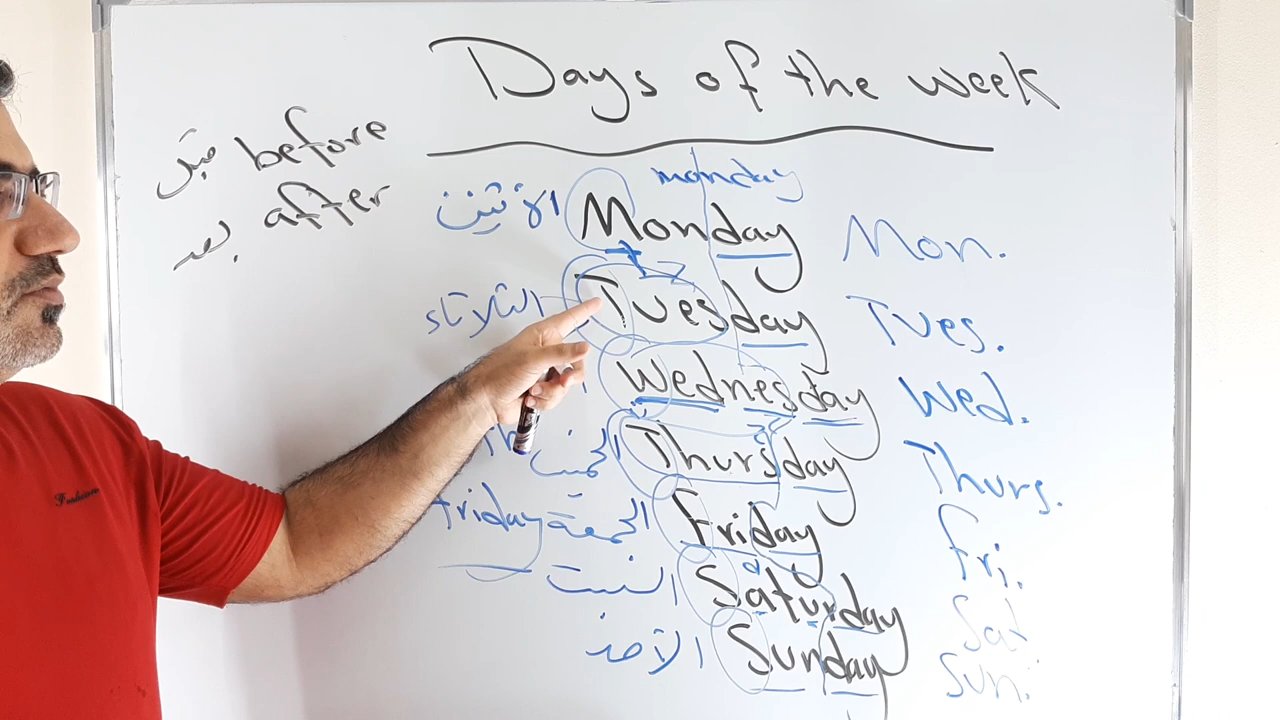 Days of the week
قبل before
بعد after
monday
الأثنين Monday Mon.
الثلاثاء Tuesday Tues.
Wednesday Wed.
الخميس Thursday Thurs.
Friday الجمعة Friday Fri.
السبت Saturday Sat
الأحد Sunday Sun.